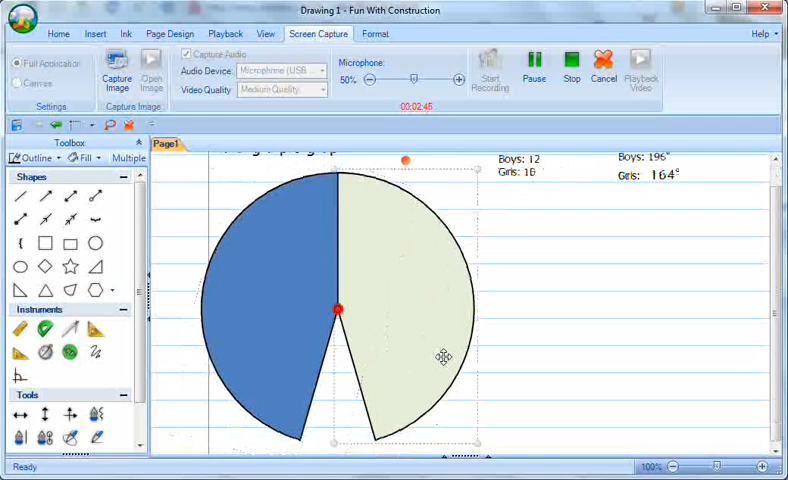 Drawing 1 - Fun With Construction
Home Insert Ink Page Design Playback View Screen Capture Format Help
Full Application
Canvas
Settings
Capture Image
Open Image
Capture Image
Capture Audio
Audio Device: Microphone (USB ...
Video Quality Medium Quality
Microphone:
50%
00:02:45
Start Recording
Pause
Stop
Cancel
Playback Video
Toolbox
Outline Fill Multiple
Page1
Shapes
Instruments
Tools
Boys: 12
Girls: 10
Boys: 196°
Girls: 164°
Ready
100%